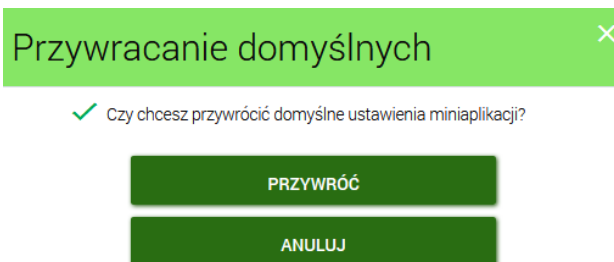 Przywracanie domyślnych
Czy chcesz przywrócić domyślne ustawienia miniaplikacji?
PRZYWRÓĆ
ANULUJ